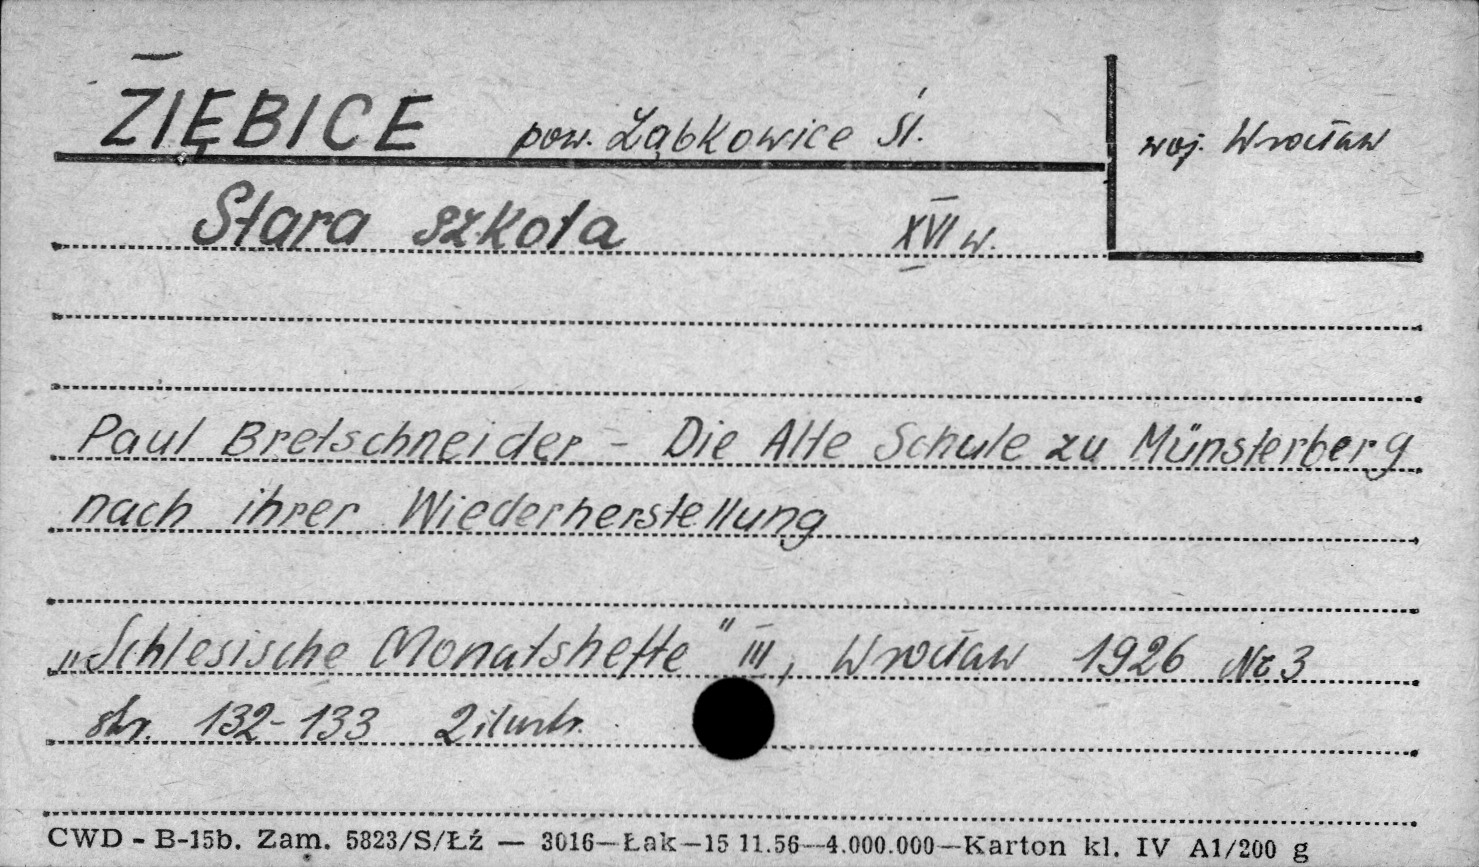 ZIĘBICE pow. Ząbkowice Śl. woj. Wrocław
Stara szkoła XVI w.
Paul Bretschneider - Die Alte Schule zu Münsterberg
nach ihrer Wiederherstellung
„Schlesische Monatshefte" III, Wrocław 1926 Nr 3
str. 132-133 2 ilustr.
CWD - B-15b. Zam. 5823/S/Łź — 3016—Łak—15 11.56—4.000.000—Karton kl. IV A1/200 g